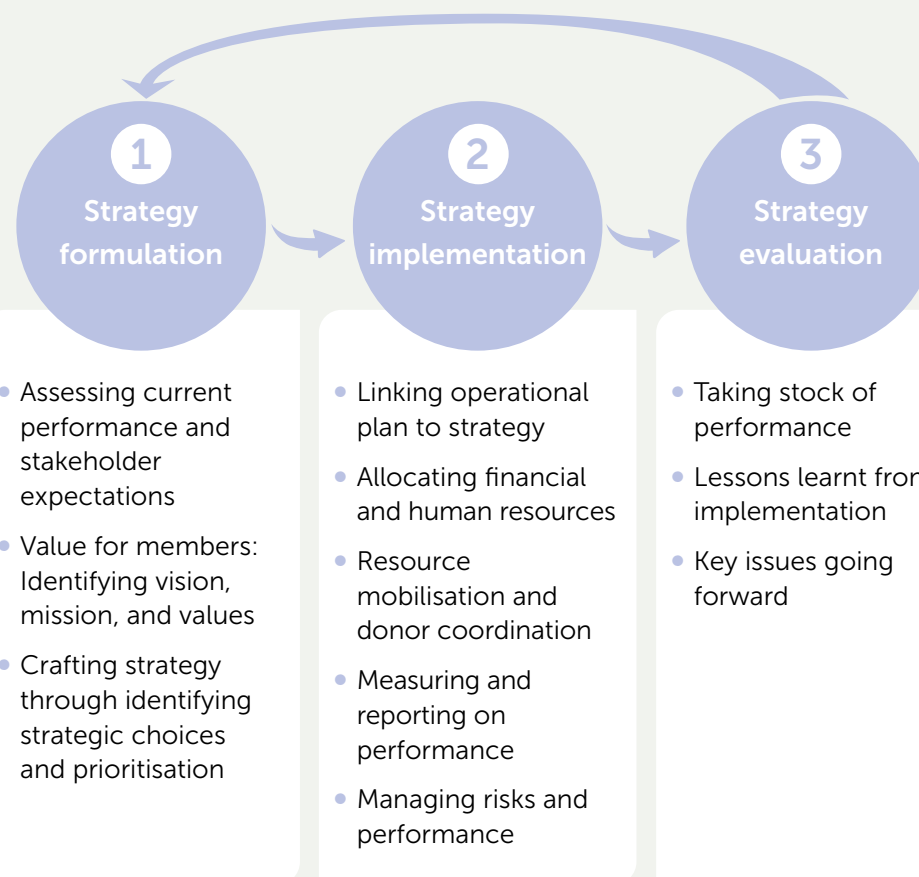 1
Strategy
formulation
2
Strategy
implementation
3
Strategy
evaluation
• Assessing current
performance and
stakeholder
expectations
• Value for members:
Identifying vision,
mission, and values
• Crafting strategy
through identifying
strategic choices
and prioritisation
• Linking operational
plan to strategy
• Allocating financial
and human resources
• Resource
mobilisation and
donor coordination
• Measuring and
reporting on
performance
• Managing risks and
performance
• Taking stock of
performance
• Lessons learnt
implementation
• Key issues going
forward